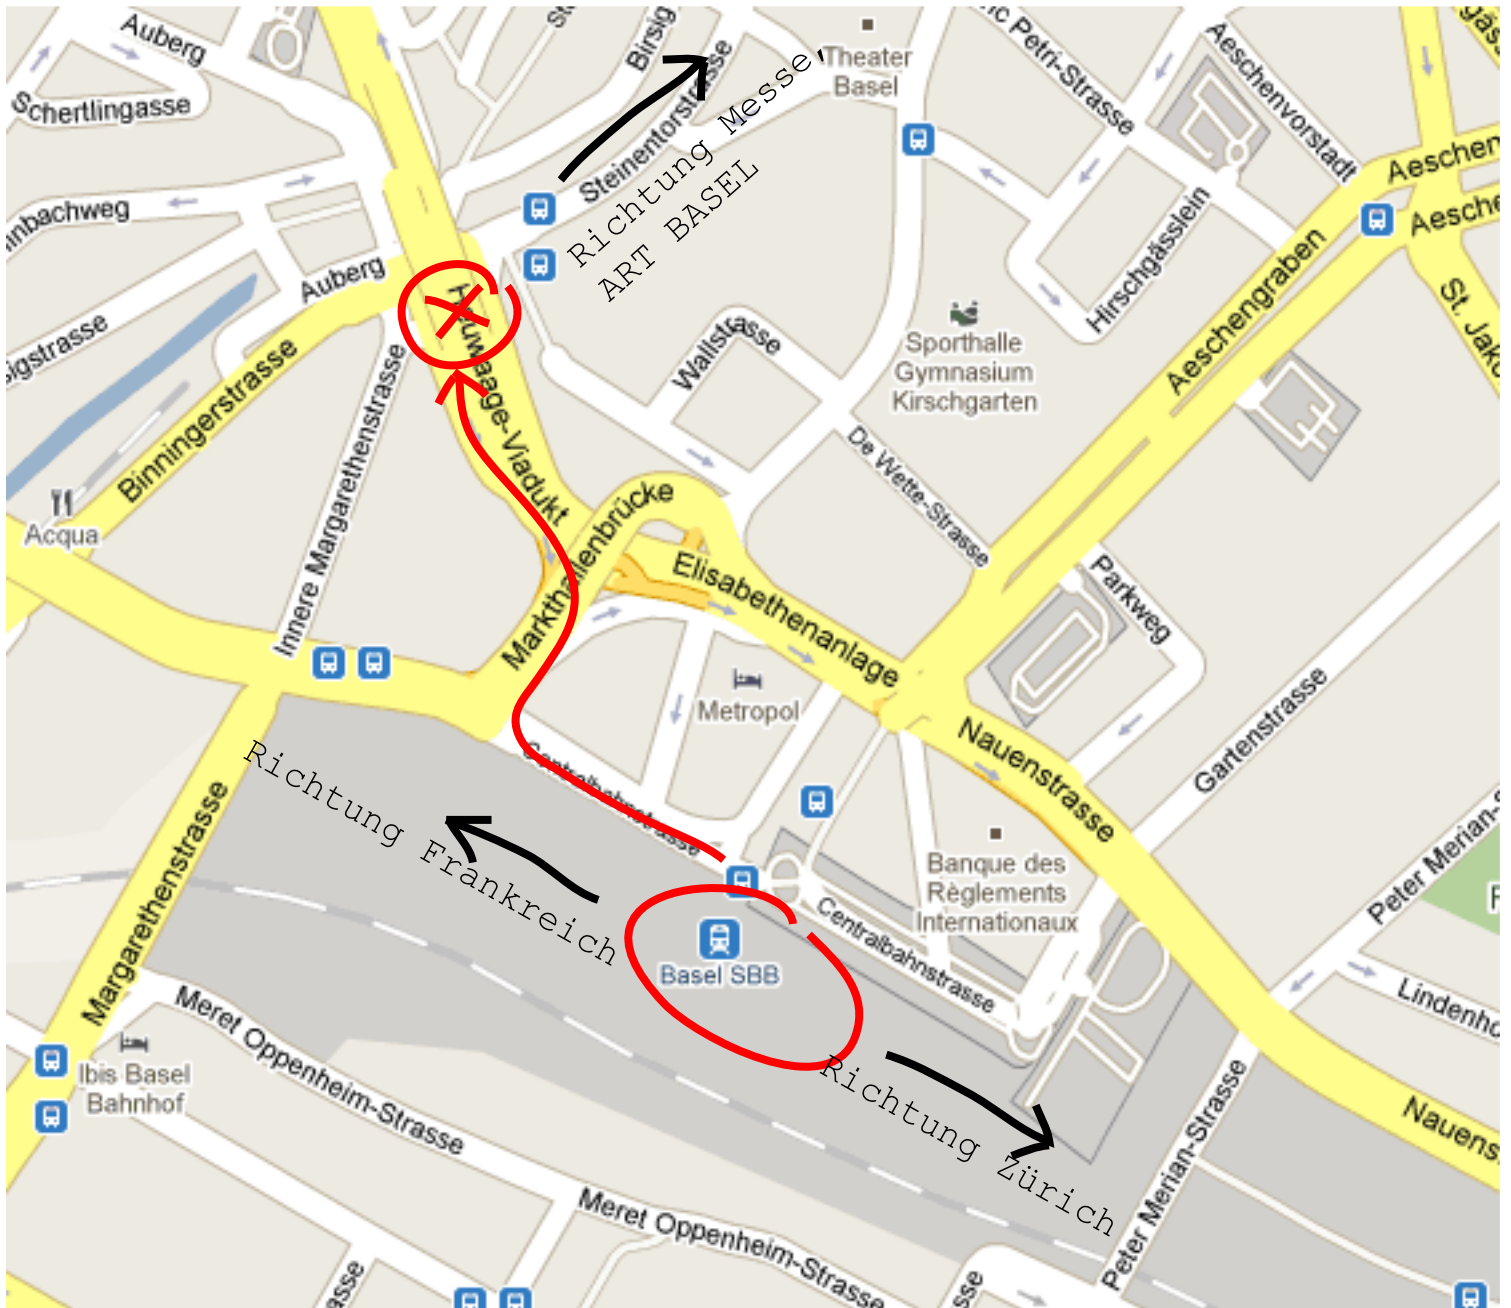 Auberg
Schertlingasse
Birsig
Steinentorstrasse
Theater
Basel
Petri-Strasse
Aeschenvorstadt
Aeschen
Aesche
Richtung Messe,
ART BASEL
Auberg
Hirschgässlein
Aeschengraben
St. Jak
Binningerstrasse
Heuwaage-Viadukt
Wallstrasse
Sporthalle
Gymnasium
Kirschgarten
Acqua
Innere Margarethenstrasse
Markthallenbrücke
De Wette-Strasse
Elisabethenanlage
Parkweg
Metropol
Nauenstrasse
Gartenstrasse
Centralbahnstrasse
Richtung Frankreich
Margarethenstrasse
Banque des
Règlements
Internationaux
Peter Merian-S
Centralbahnstrasse
Basel SBB
Lindenho
Meret Oppenheim-Strasse
Ibis Basel
Bahnhof
Richtung Zürich
Peter Merian-Strasse
Nauens
Meret Oppenheim-Strasse